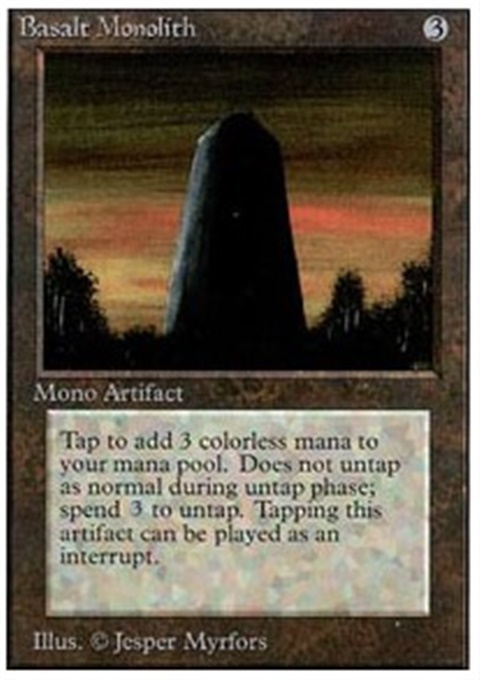 Basalt Monolith 3
Mono Artifact
Tap to add 3 colorless mana to
your mana pool. Does not untap
as normal during untap phase;
spend 3 to untap. Tapping this
artifact can be played as an
interrupt.
Illus. © Jesper Myrfors